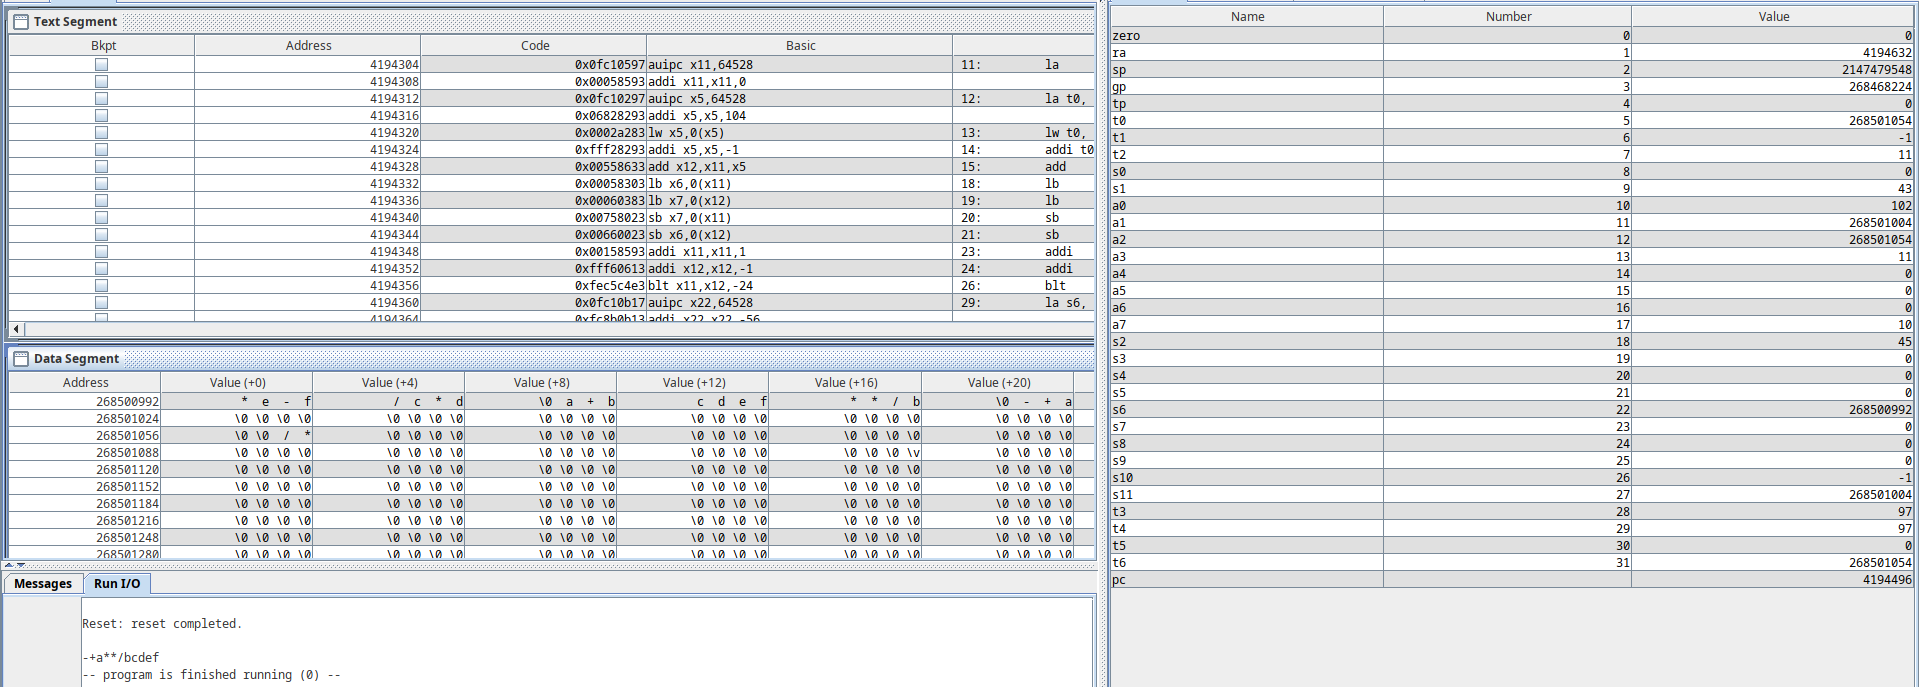 Text Segment
Bkpt Address Code Basic
4194304 0x0fc10597 auipc x11,64528 11: la
4194308 0x00058593 addi x11,x11,0
4194312 0x0fc10297 auipc x5,64528 12: la t0,
4194316 0x06828293 addi x5,x5,104
4194320 0x0002a283 lw x5,0(x5) 13: lw t0,
4194324 0xfff28293 addi x5,x5,-1 14: addi t0
4194328 0x00558633 add x12,x11,x5 15: add
4194332 0x00058303 lb x6,0(x11) 18: lb
4194336 0x00060383 lb x7,0(x12) 19: lb
4194340 0x00758023 sb x7,0(x11) 20: sb
4194344 0x00660023 sb x6,0(x12) 21: sb
4194348 0x00158593 addi x11,x11,1 23: addi
4194352 0xfff60613 addi x12,x12,-1 24: addi
4194356 0xfec5c4e3 blt x11,x12,-24 26: blt
4194360 0x0fc10b17 auipc x22,64528 29: la s6,
4194364 0xfc8b0b13 addi x22,x22,-56
Data Segment
Address Value (+0) Value (+4) Value (+8) Value (+12) Value (+16) Value (+20)
268500992 * e - f / c * d \0 a + b c d e f * * / b \0 - + a
268501024 \0 \0 \0 \0 \0 \0 \0 \0 \0 \0 \0 \0 \0 \0 \0 \0 \0 \0 \0 \0 \0 \0 \0 \0
268501056 \0 \0 / * \0 \0 \0 \0 \0 \0 \0 \0 \0 \0 \0 \0 \0 \0 \0 \0 \0 \0 \0 \0
268501088 \0 \0 \0 \0 \0 \0 \0 \0 \0 \0 \0 \0 \0 \0 \0 \0 \0 \0 \0 \v \0 \0 \0 \0
268501120 \0 \0 \0 \0 \0 \0 \0 \0 \0 \0 \0 \0 \0 \0 \0 \0 \0 \0 \0 \0 \0 \0 \0 \0
268501152 \0 \0 \0 \0 \0 \0 \0 \0 \0 \0 \0 \0 \0 \0 \0 \0 \0 \0 \0 \0 \0 \0 \0 \0
268501184 \0 \0 \0 \0 \0 \0 \0 \0 \0 \0 \0 \0 \0 \0 \0 \0 \0 \0 \0 \0 \0 \0 \0 \0
268501216 \0 \0 \0 \0 \0 \0 \0 \0 \0 \0 \0 \0 \0 \0 \0 \0 \0 \0 \0 \0 \0 \0 \0 \0
268501248 \0 \0 \0 \0 \0 \0 \0 \0 \0 \0 \0 \0 \0 \0 \0 \0 \0 \0 \0 \0 \0 \0 \0 \0
268501280 \0 \0 \0 \0 \0 \0 \0 \0 \0 \0 \0 \0 \0 \0 \0 \0 \0 \0 \0 \0 \0 \0 \0 \0
Messages Run I/O
Reset: reset completed.
-+a**/bcdef
-- program is finished running (0) --
Name Number Value
zero 0 0
ra 1 4194632
sp 2 2147479548
gp 3 268468224
tp 4 0
t0 5 268501054
t1 6 -1
t2 7 11
s0 8 0
s1 9 43
a0 10 102
a1 11 268501004
a2 12 268501054
a3 13 11
a4 14 0
a5 15 0
a6 16 0
a7 17 10
s2 18 45
s3 19 0
s4 20 0
s5 21 0
s6 22 268500992
s7 23 0
s8 24 0
s9 25 0
s10 26 -1
s11 27 268501004
t3 28 97
t4 29 97
t5 30 0
t6 31 268501054
pc 4194496